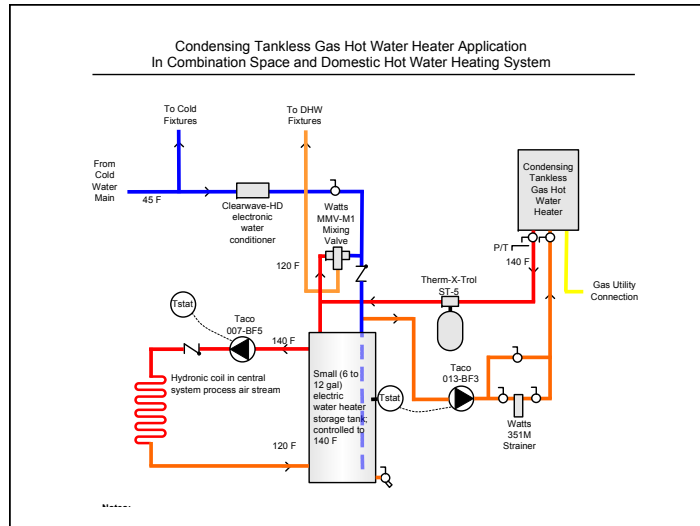 Condensing Tankless Gas Hot Water Heater Application
In Combination Space and Domestic Hot Water Heating System
To Cold
Fixtures
To DHW
Fixtures
From
Cold
Water
Main
45 F
Clearwave-HD
electronic
water
conditioner
Watts
MMV-M1
Mixing
Valve
120 F
Condensing
Tankless
Gas Hot
Water
Heater
P/T
140 F
Therm-X-Trol
ST-5
Gas Utility
Connection
Tstat
Taco
007-BF5
140 F
Hydronic coil in central
system process air stream
120 F
Small (6 to
12 gal)
electric
water heater
storage tank;
controlled to
140 F
Tstat
Taco
013-BF3
Watts
351M
Strainer
Notes: